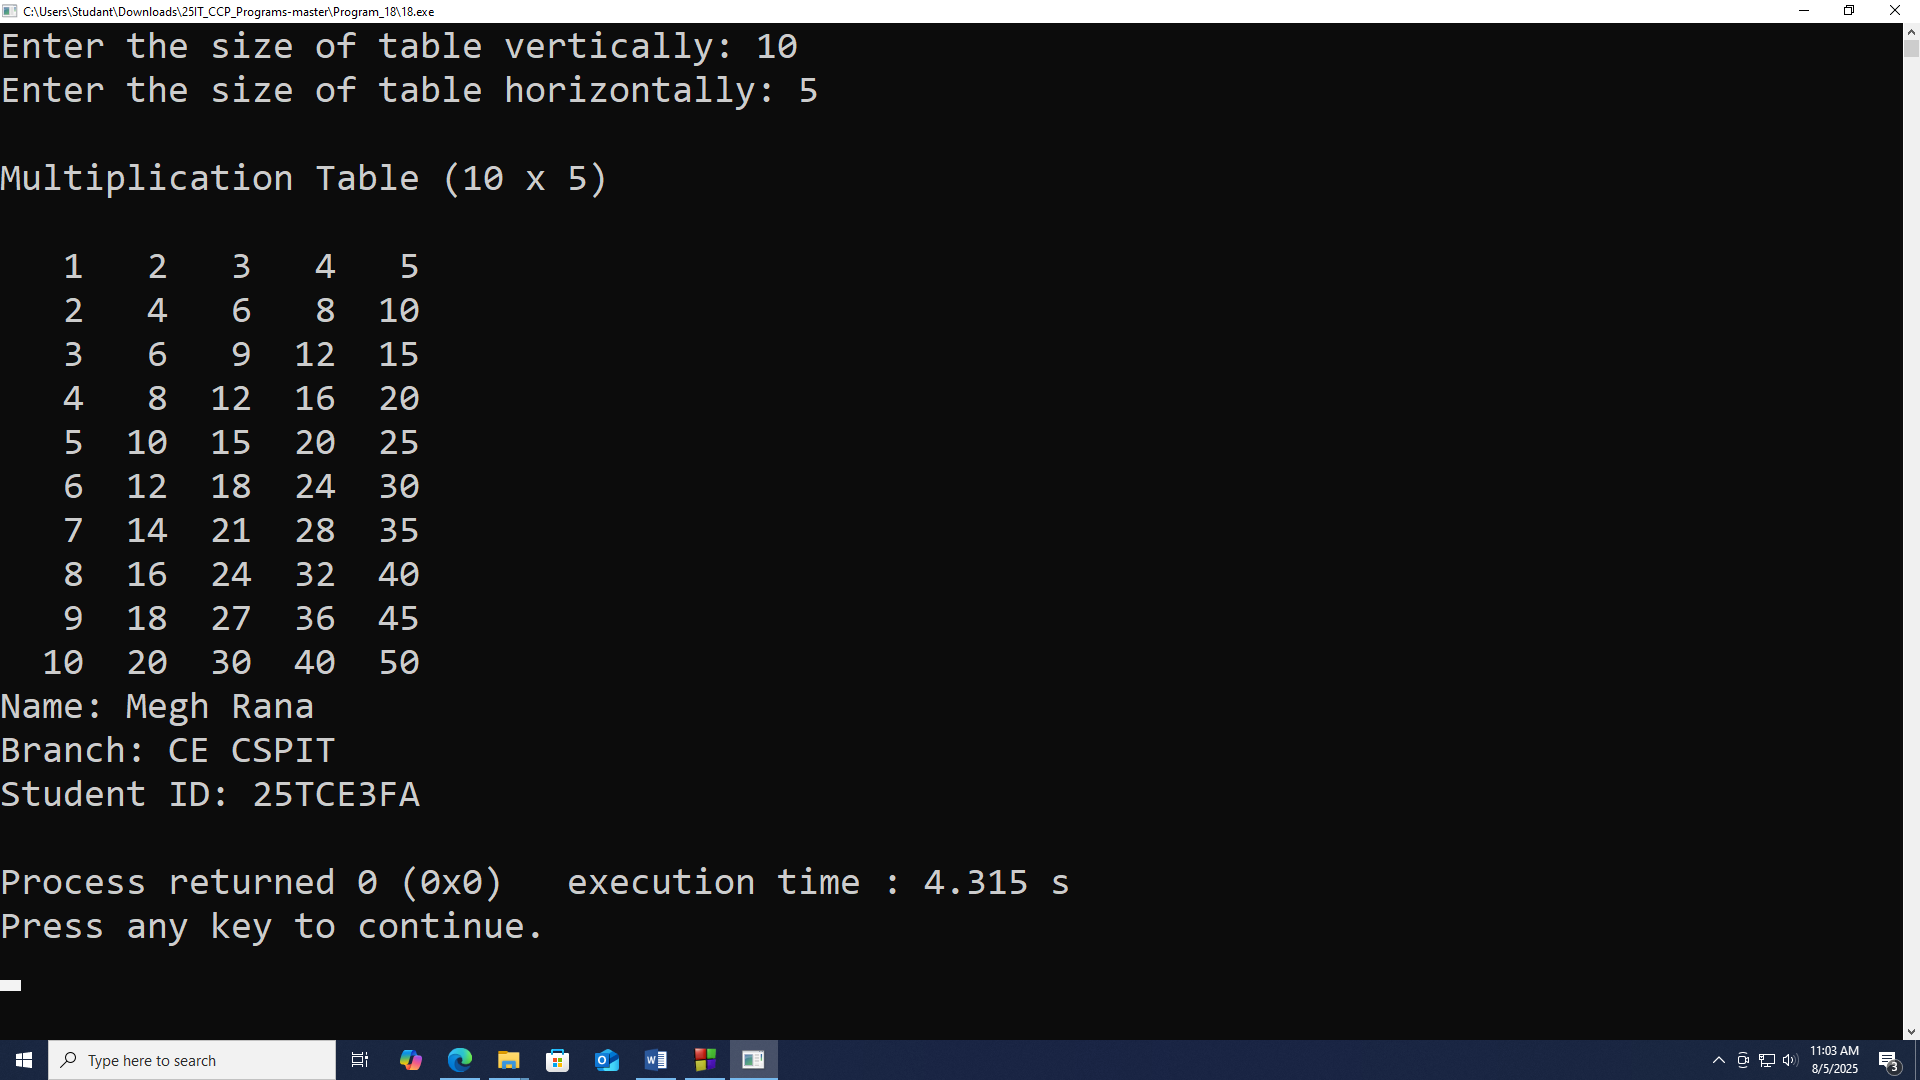 C:\Users\Studant\Downloads\25IT_CCP_Programs-master\Program_18\18.exe
Enter the size of table vertically: 10
Enter the size of table horizontally: 5
Multiplication Table (10 x 5)
1 2 3 4 5
2 4 6 8 10
3 6 9 12 15
4 8 12 16 20
5 10 15 20 25
6 12 18 24 30
7 14 21 28 35
8 16 24 32 40
9 18 27 36 45
10 20 30 40 50
Name: Megh Rana
Branch: CE CSPIT
Student ID: 25TCE3FA
Process returned 0 (0x0)   execution time : 4.315 s
Press any key to continue.
Type here to search
11:03 AM
8/5/2025
3